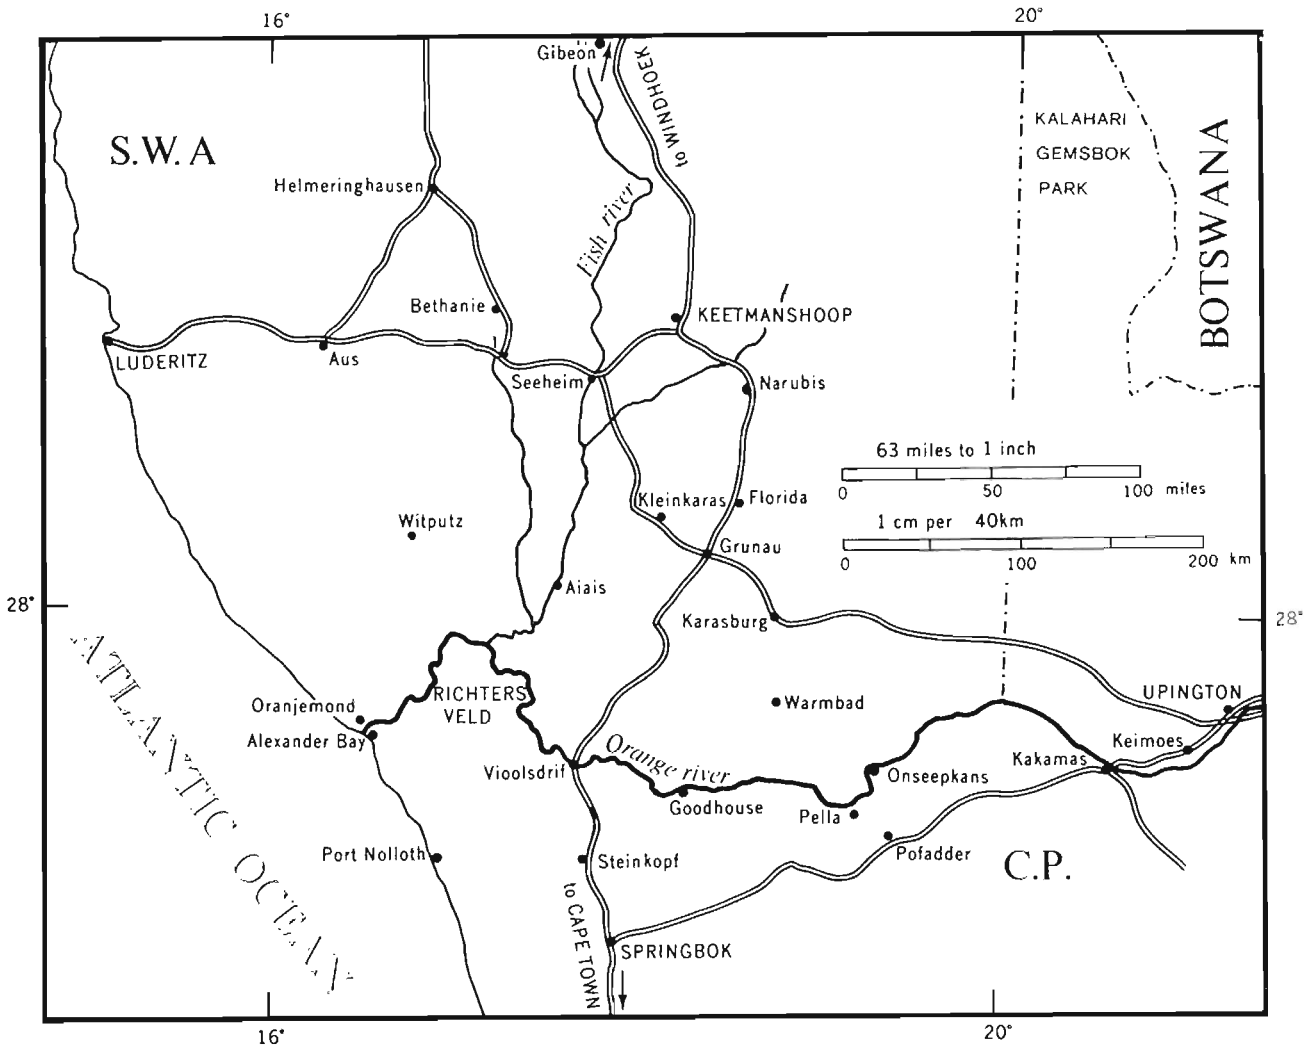 16°
20°
Gibeon
to WINDHOEK
KALAHARI
GEMSBOK
PARK
BOTSWANA
S.W.A
Helmeringhausen
Fish river
Bethanie
KEETMANSHOOP
LUDERITZ
Aus
Seeheim
Narubis
63 miles to 1 inch
0 50 100 miles
Kleinkaras
Florida
1 cm per 40km
0 100 200 km
Witputz
Grunau
Aiais
28°
Karasburg
28°
ATLANTIC OCEAN
RICHTERS
VELD
Warmbad
UPINGTON
Oranjemond
Alexander Bay
Orange river
Keimoes
Vioolsdrif
Kakamas
Onseepkans
Goodhouse
Pella
Port Nolloth
Steinkopf
Pofadder
C.P.
to CAPE TOWN
SPRINGBOK
16°
20°